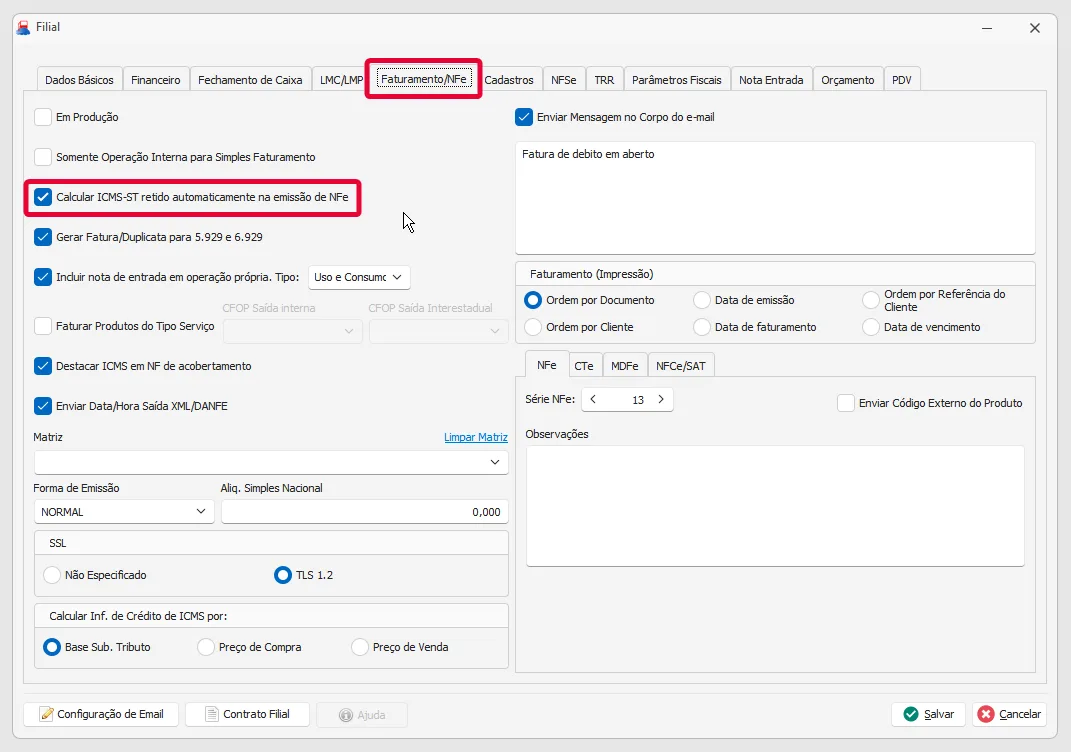 Filial
Dados Básicos
Financeiro
Fechamento de Caixa
LMC/LMP
Faturamento/NFe
Cadastros
NFSe
TRR
Parâmetros Fiscais
Nota Entrada
Orçamento
PDV
Em Produção
Somente Operação Interna para Simples Faturamento
Calcular ICMS-ST retido automaticamente na emissão de NFe
Gerar Fatura/Duplicata para 5.929 e 6.929
Incluir nota de entrada em operação própria. Tipo:
Uso e Consumo
CFOP Saída interna
CFOP Saída Interestadual
Faturar Produtos do Tipo Serviço
Destacar ICMS em NF de acobertamento
Enviar Data/Hora Saída XML/DANFE
Matriz
Limpar Matriz
Forma de Emissão
Aliq. Simples Nacional
NORMAL
0,000
SSL
Não Especificado
TLS 1.2
Calcular Inf. de Crédito de ICMS por:
Base Sub. Tributo
Preço de Compra
Preço de Venda
Enviar Mensagem no Corpo do e-mail
Fatura de debito em aberto
Faturamento (Impressão)
Ordem por Documento
Data de emissão
Ordem por Referência do
Cliente
Ordem por Cliente
Data de faturamento
Data de vencimento
NFe
CTe
MDFe
NFCe/SAT
Série NFe:
13
Enviar Código Externo do Produto
Observações
Configuração de Email
Contrato Filial
Ajuda
Salvar
Cancelar